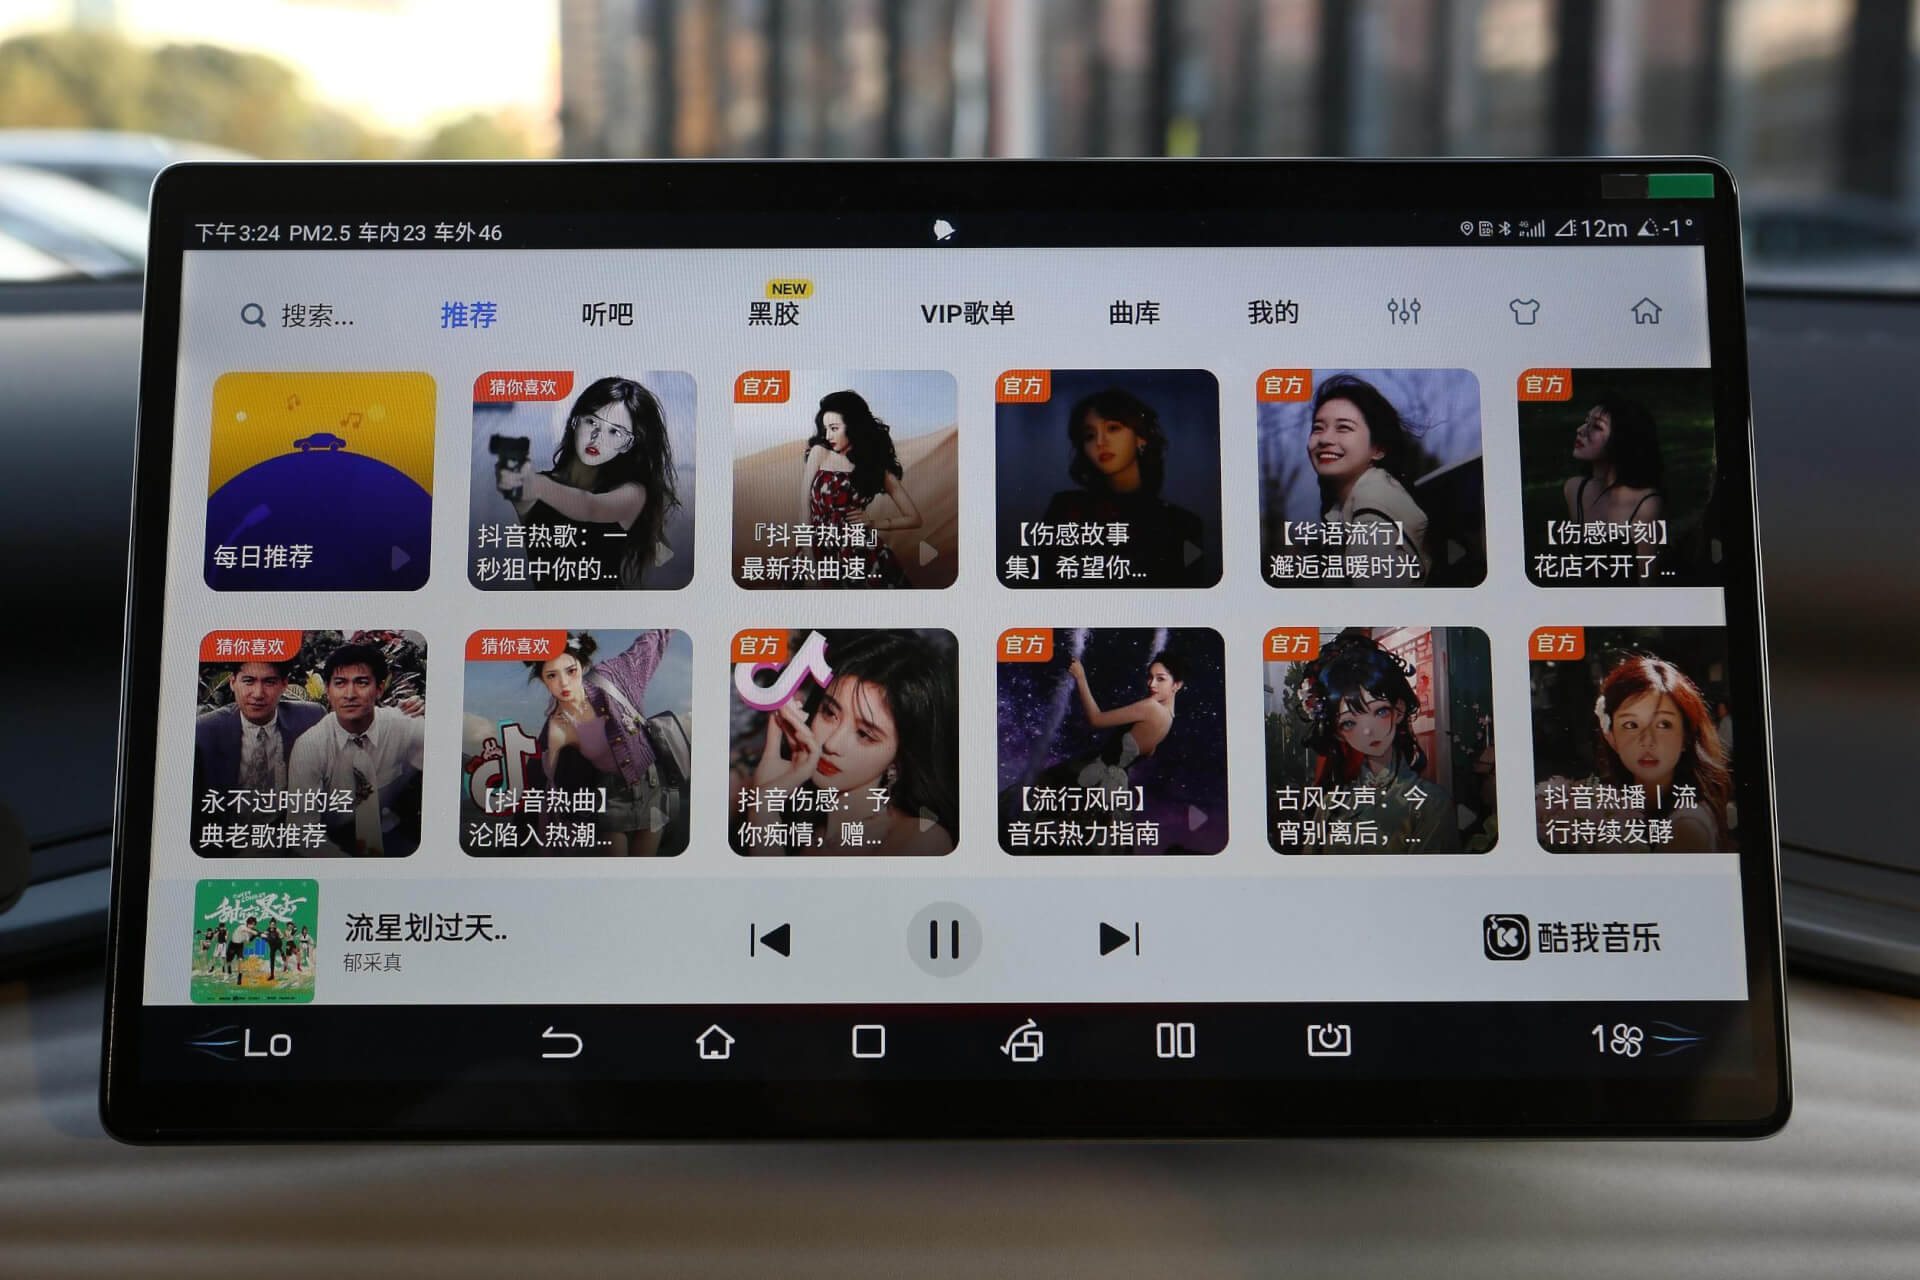 下午3:24 PM2.5 车内23 车外46
12m -1°
搜索...
推荐
听吧
NEW
黑胶
VIP歌单
曲库
我的
每日推荐
猜你喜欢
抖音热歌：一
秒狙中你的...
官方
『抖音热播』
最新热曲速...
官方
【伤感故事
集】希望你...
官方
【华语流行】
邂逅温暖时光
官方
【伤感时刻】
花店不开了...
猜你喜欢
永不过时的经
典老歌推荐
猜你喜欢
【抖音热曲】
沦陷入热潮...
官方
抖音伤感：予
你痴情，赠...
官方
【流行风向】
音乐热力指南
官方
古风女声：今
宵别离后，...
官方
抖音热播丨流
行持续发酵
流星划过天..
郁采真
酷我音乐
Lo
1